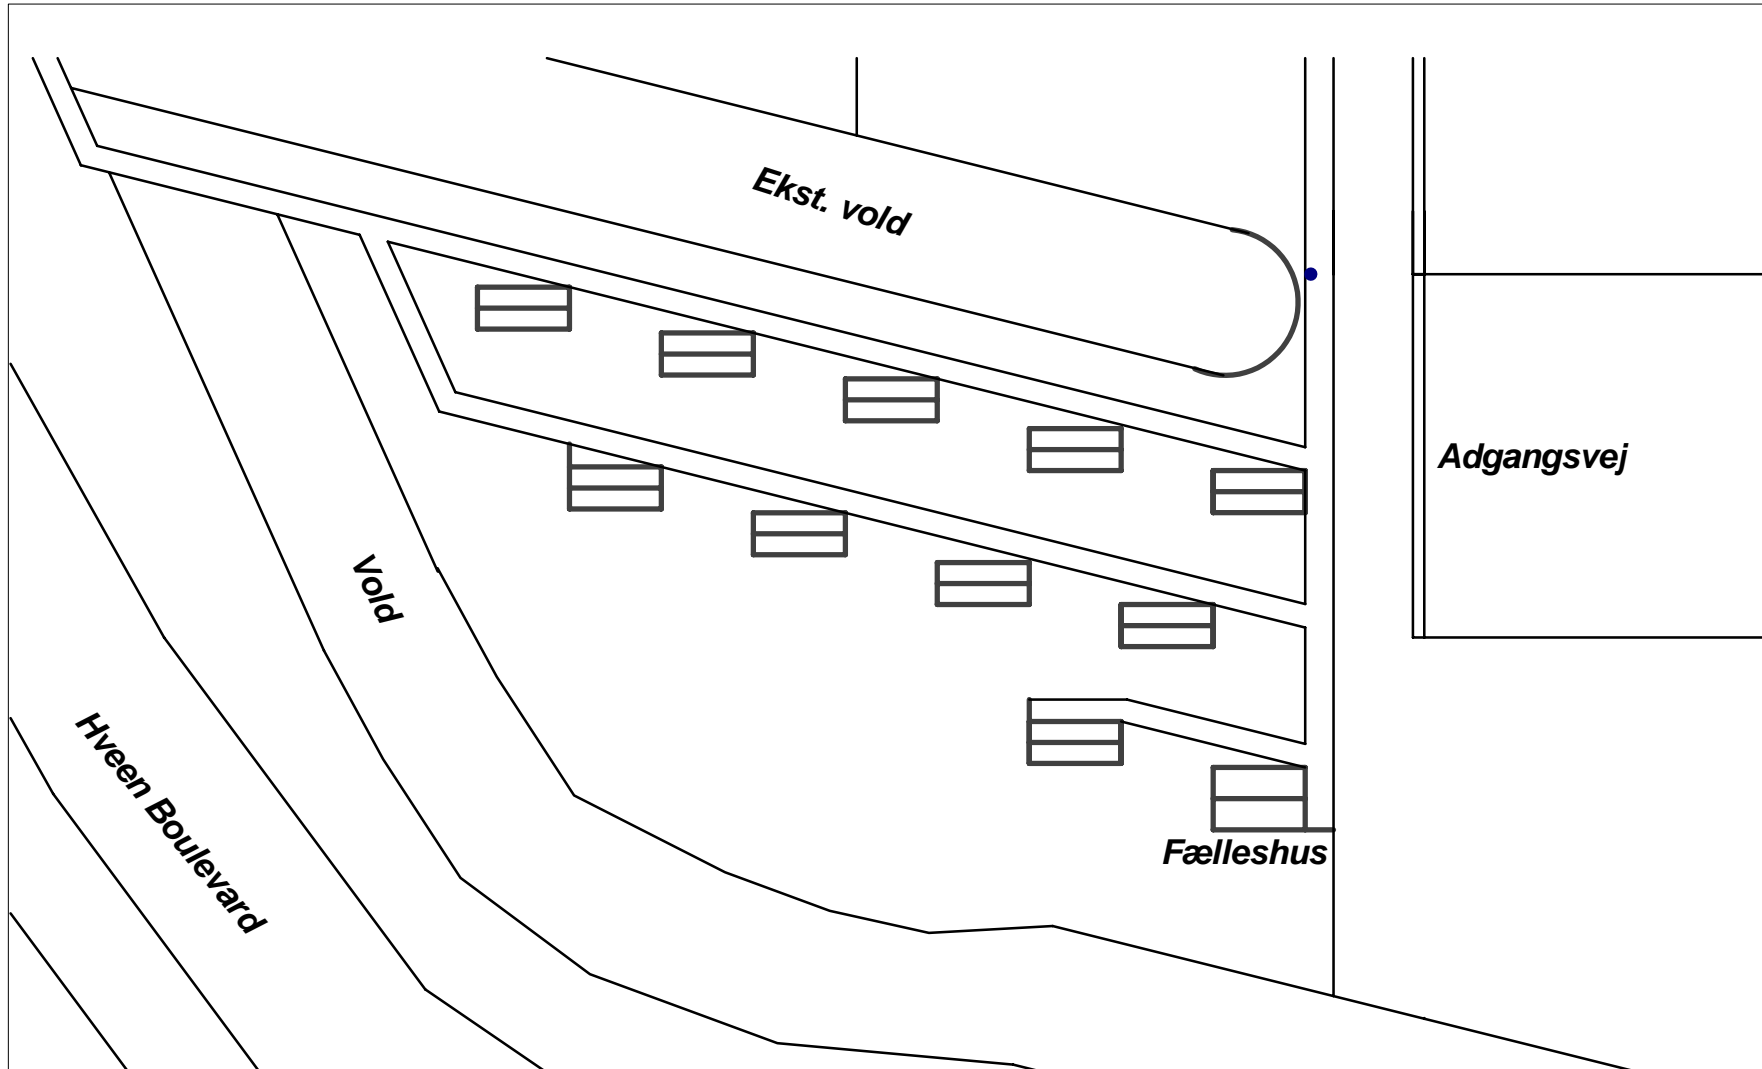 Ekst. vold
Adgangsvej
Vold
Hveen Boulevard
Fælleshus